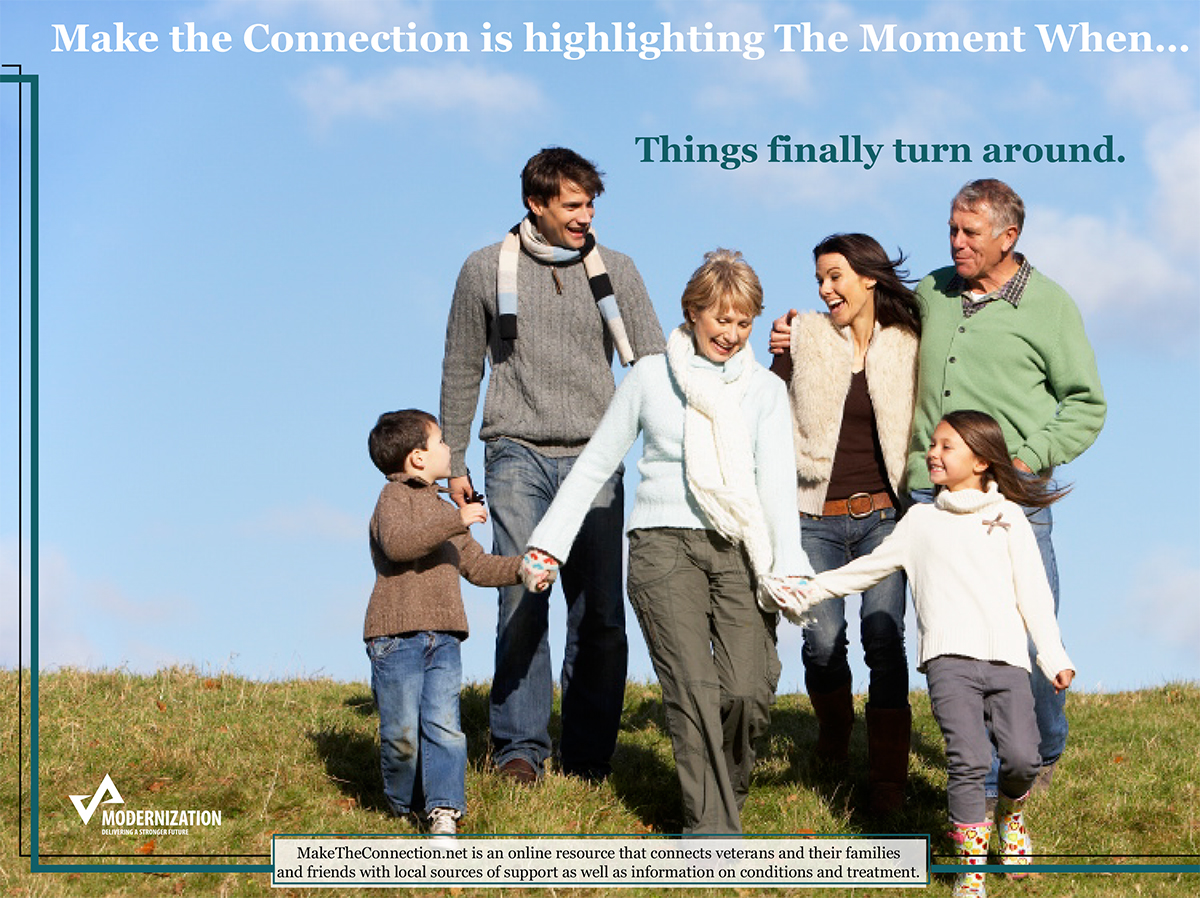 Make the Connection is highlighting The Moment When...
Things finally turn around.
MODERNIZATION
DELIVERING A STRONGER FUTURE
MakeTheConnection.net is an online resource that connects veterans and their families
and friends with local sources of support as well as information on conditions and treatment.